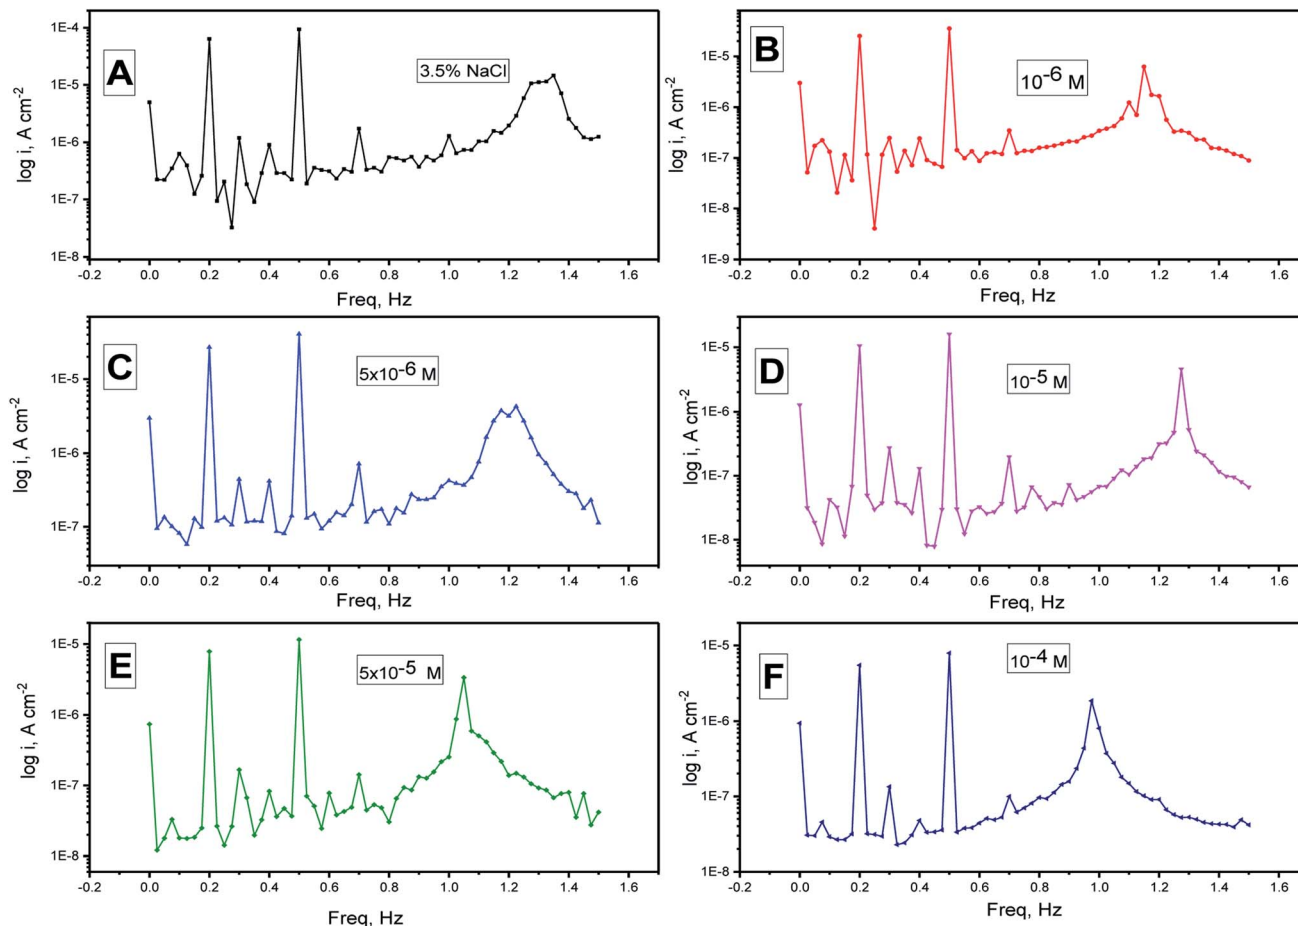 A
3.5% NaCl
log i, A cm-2
1E-4
1E-5
1E-6
1E-7
1E-8
-0.2 0.0 0.2 0.4 0.6 0.8 1.0 1.2 1.4 1.6
Freq, Hz
B
10-6 M
log i, A cm-2
1E-5
1E-6
1E-7
1E-8
1E-9
-0.2 0.0 0.2 0.4 0.6 0.8 1.0 1.2 1.4 1.6
Freq, Hz
C
5x10-6 M
log i, A cm-2
1E-5
1E-6
1E-7
-0.2 0.0 0.2 0.4 0.6 0.8 1.0 1.2 1.4 1.6
Freq, Hz
D
10-5 M
log i, A cm-2
1E-5
1E-6
1E-7
1E-8
-0.2 0.0 0.2 0.4 0.6 0.8 1.0 1.2 1.4 1.6
Freq, Hz
E
5x10-5 M
log i, A cm-2
1E-5
1E-6
1E-7
1E-8
-0.2 0.0 0.2 0.4 0.6 0.8 1.0 1.2 1.4 1.6
Freq, Hz
F
10-4 M
log i, A cm-2
1E-5
1E-6
1E-7
1E-8
-0.2 0.0 0.2 0.4 0.6 0.8 1.0 1.2 1.4 1.6
Freq, Hz